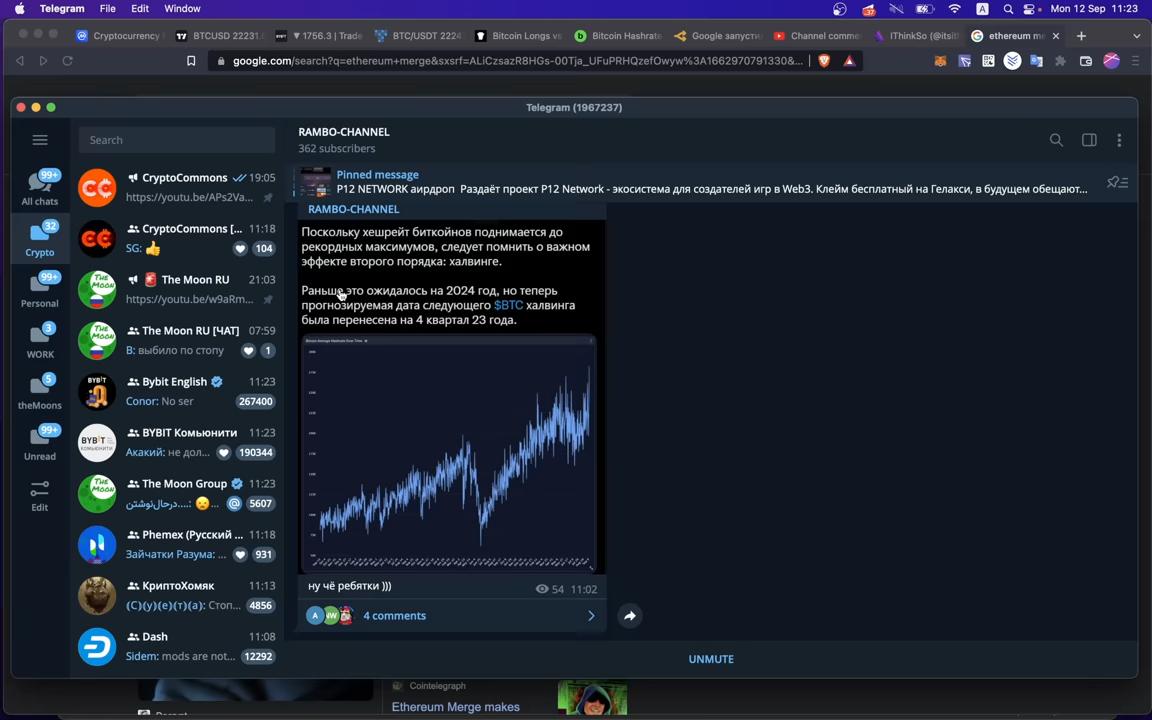 Telegram File Edit Window
37
A
Mon 12 Sep 11:23
Cryptocurrency
BTCUSD 22231.
1756.3 | Trade
BTC/USDT 2224
Bitcoin Longs vs
Bitcoin Hashrate
Google запусти
Channel comme
IThinkSo (@itsit
ethereum me
google.com/search?q=ethereum+merge&sxsrf=ALiCzsazR8HGs-00Tja_UFuPRHQzefOwyw%3A1662970791330&...
Telegram (1967237)
Search
99+
All chats
32
Crypto
99+
Personal
3
WORK
5
theMoons
99+
Unread
Edit
CryptoCommons 19:05
https://youtu.be/APs2Va...
CryptoCommons [... 11:18
SG: 👍 104
🚨 The Moon RU 21:03
https://youtu.be/w9aRm...
The Moon RU [ЧАТ] 07:59
B: выбило по стопу 1
Bybit English 11:23
Conor: No ser 267400
BYBIT Комьюнити 11:23
Акакий: не дол... 190344
The Moon Group 11:23
درحال‌نوشتن....: 😟... @ 5607
Phemex (Русский ... 11:18
Зайчатки Разума: ... 931
КриптоХомяк 11:13
(С)(у)(е)(т)(а): Стоп... 4856
Dash 11:08
Sidem: mods are not... 12292
RAMBO-CHANNEL
362 subscribers
Pinned message
P12 NETWORK аирдроп Раздаёт проект P12 Network - экосистема для создателей игр в Web3. Клейм бесплатный на Гелакси, в будущем обещают...
RAMBO-CHANNEL
Поскольку хешрейт биткойнов поднимается до
рекордных максимумов, следует помнить о важном
эффекте второго порядка: халвинге.
Раньше это ожидалось на 2024 год, но теперь
прогнозируемая дата следующего $BTC халвинга
была перенесена на 4 квартал 23 года.
Bitcoin Average Hashrate Over Time
ну чё ребятки )))
54 11:02
4 comments
UNMUTE
Cointelegraph
Ethereum Merge makes